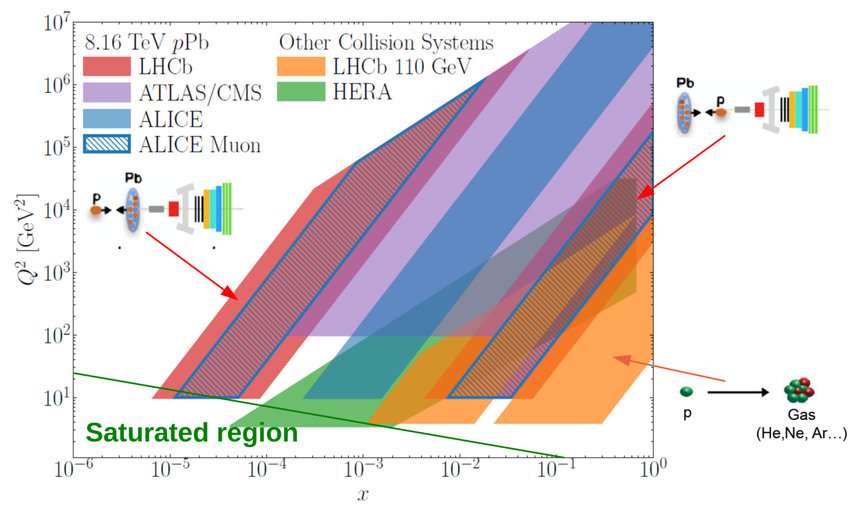 8.16 TeV pPb
LHCb
ATLAS/CMS
ALICE
ALICE Muon
Other Collision Systems
LHCb 110 GeV
HERA
Q² [GeV²]
10⁷
10⁶
10⁵
10⁴
10³
10²
10¹
Pb
p
Pb
p
Saturated region
p
Gas
(He,Ne, Ar...)
10⁻⁶
10⁻⁵
10⁻⁴
10⁻³
10⁻²
10⁻¹
10⁰
x